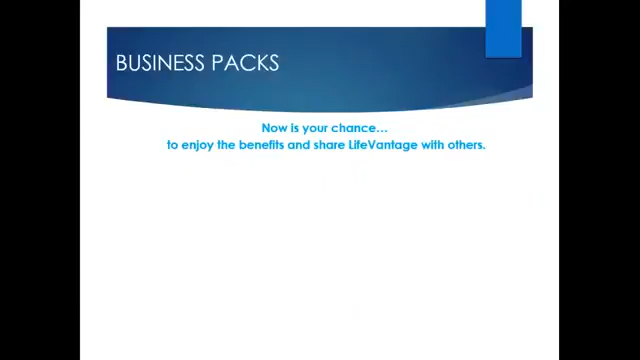 BUSINESS PACKS
Now is your chance…
to enjoy the benefits and share LifeVantage with others.